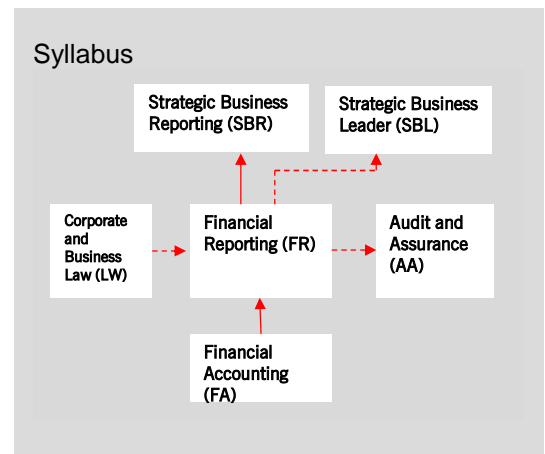 Syllabus
Strategic Business
Reporting (SBR)
Strategic Business
Leader (SBL)
Corporate
and
Business
Law (LW)
Financial
Reporting (FR)
Audit and
Assurance
(AA)
Financial
Accounting
(FA)